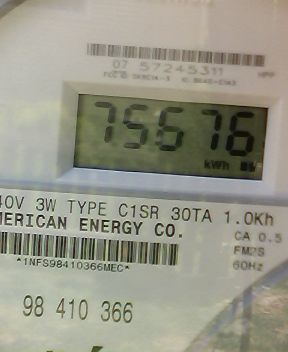 07 57245311
75676
kWh
40V 3W TYPE C1SR 30TA 1.0Kh
MERICAN ENERGY CO.
CA 0.5
FM2S
60Hz
*1NFS98410366MEC*
98 410 366